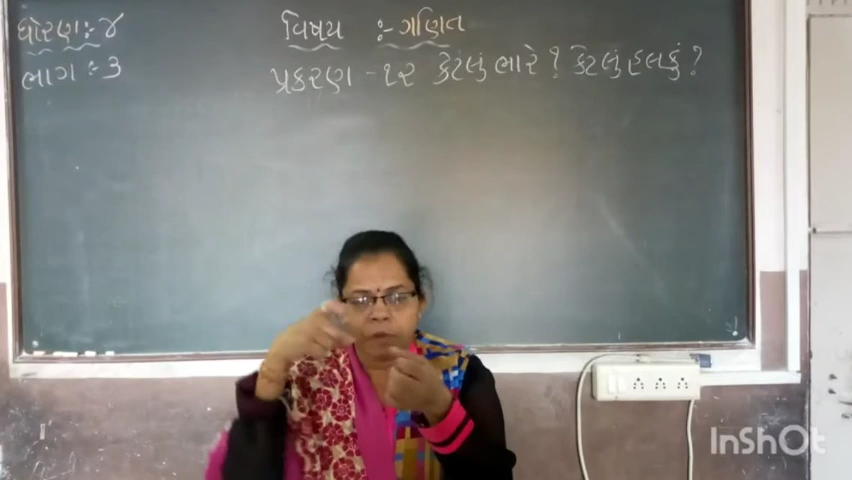 ધોરણ :- ૪
વિષય :- ગણિત
ભાગ :- ૩
પ્રકરણ - ૧૨ કેટલું ભારે ? કેટલું હલકું ?
InShOt